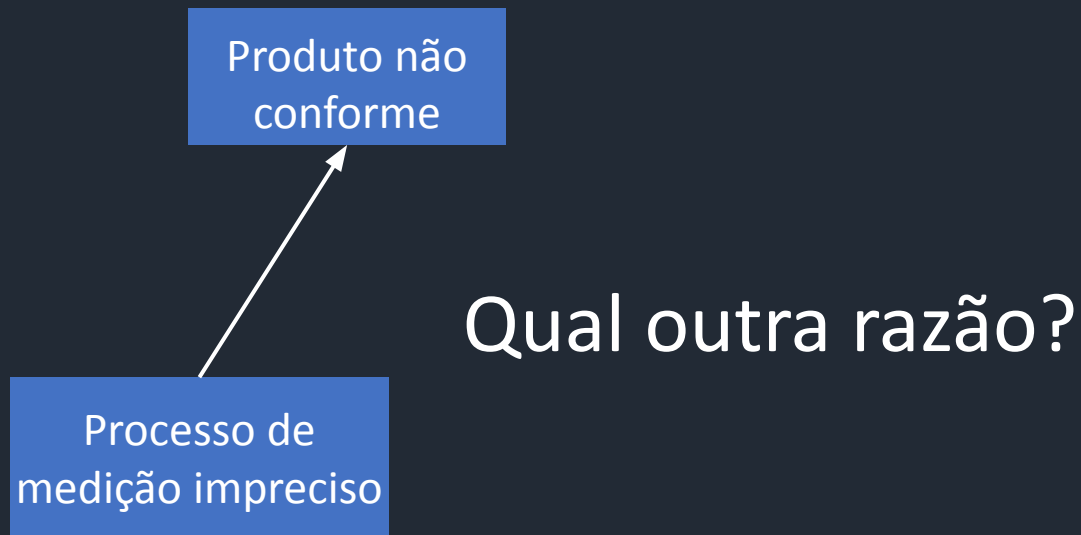 Produto não
conforme
Qual outra razão?
Processo de
medição impreciso